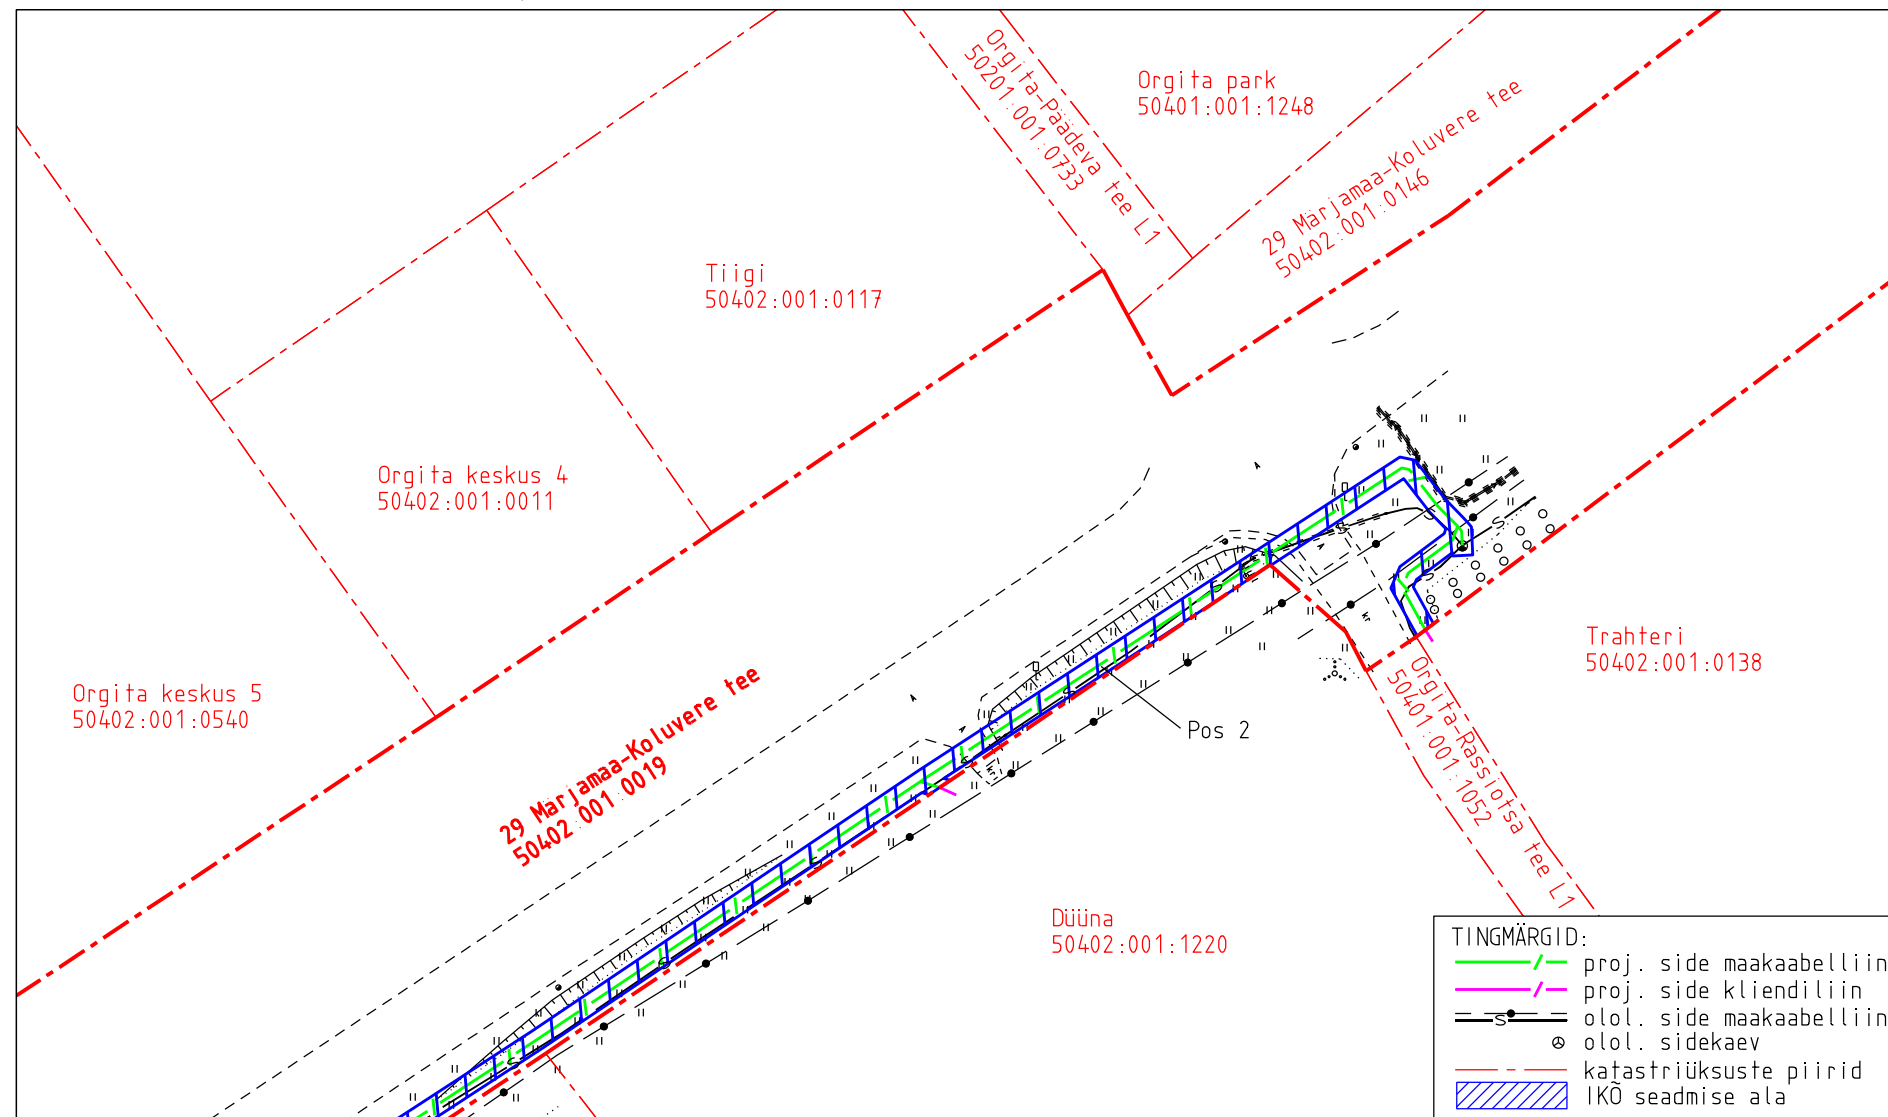 Orgita-Päädeva tee L1
50201:001:0733
Orgita park
50401:001:1248
29 Märjamaa-Koluvere tee
50402:001:0146
Tiigi
50402:001:0117
Orgita keskus 4
50402:001:0011
Orgita keskus 5
50402:001:0540
29 Märjamaa-Koluvere tee
50402:001:0019
Trahteri
50402:001:0138
Orgita-Rassiotsa tee L1
50401:001:1052
Pos 2
kr
kr
Düüna
50402:001:1220
TINGMÄRGID:
proj. side maakaabelliin
proj. side kliendiliin
S olol. side maakaabelliin
olol. sidekaev
katastriüksuste piirid
IKÕ seadmise ala